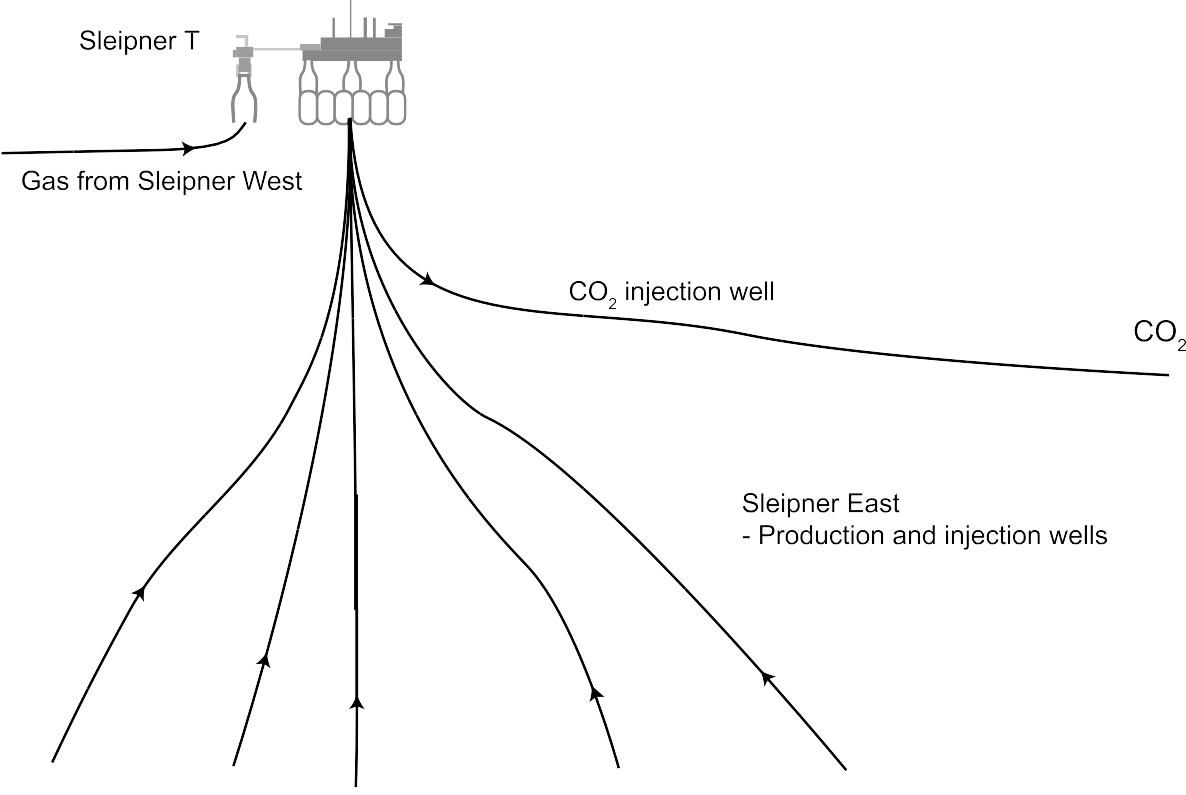 Sleipner T
Gas from Sleipner West
CO₂ injection well
CO₂
Sleipner East
- Production and injection wells